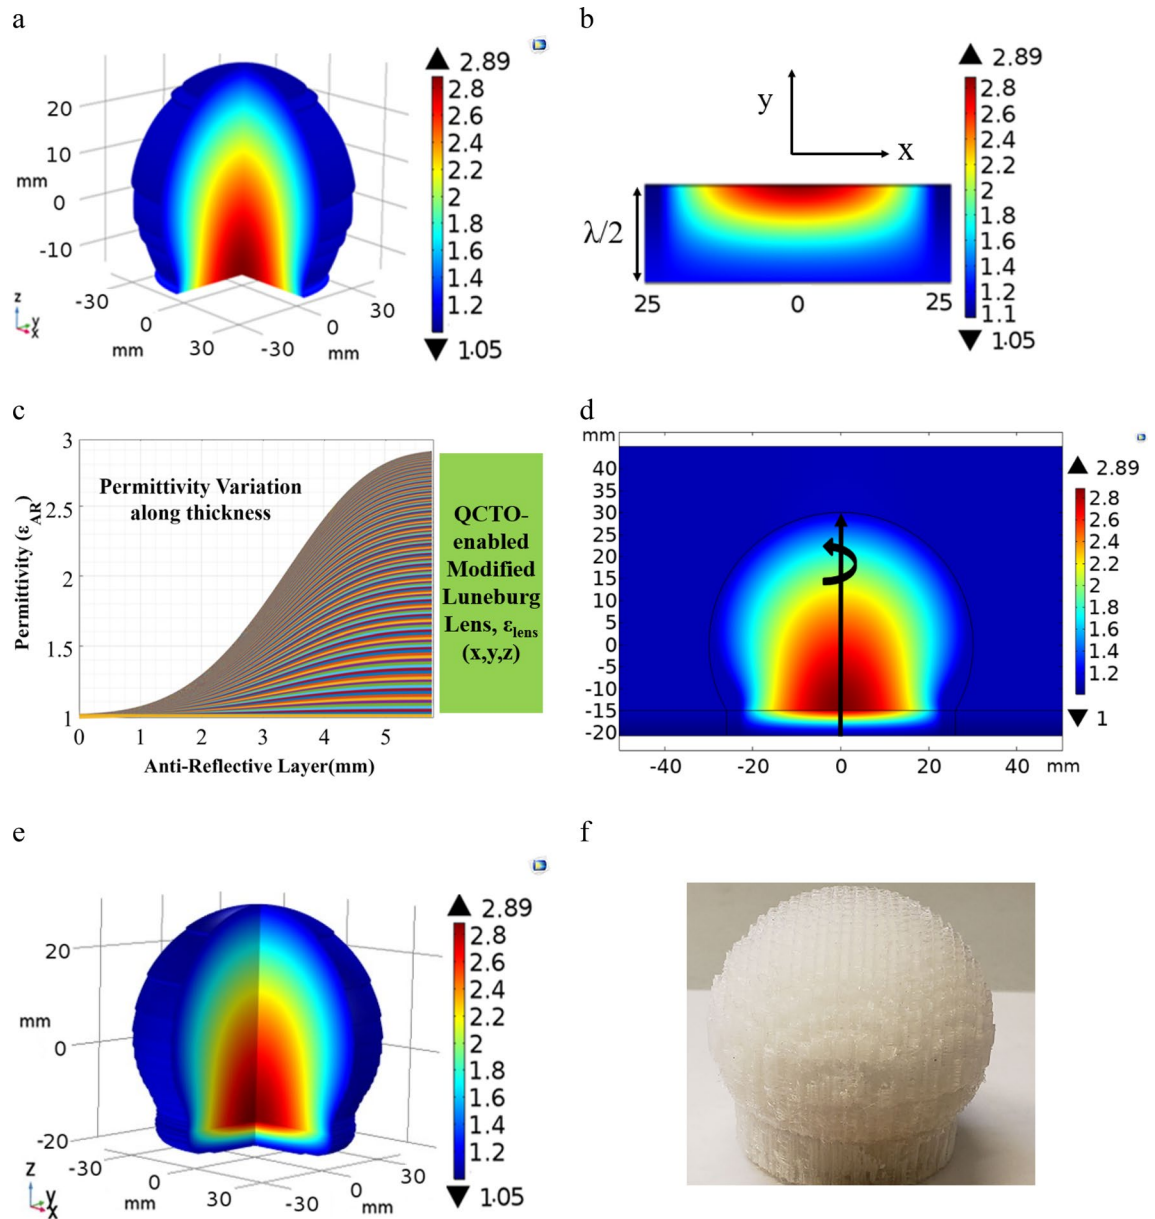 a
2.89
2.8
2.6
2.4
2.2
2
1.8
1.6
1.4
1.2
1.05
20
10
mm
0
-10
-30
0
mm
30
-30
0
mm
30
z
y
x
b
y
x
λ/2
25
0
25
2.89
2.8
2.6
2.4
2.2
2
1.8
1.6
1.4
1.2
1.1
1.05
c
Permittivity (ε AR)
3
2.5
2
1.5
1
Permittivity Variation
along thickness
0
1
2
3
4
5
Anti-Reflective Layer(mm)
QCTO-
enabled
Modified
Luneburg
Lens, εlens
(x,y,z)
d
mm
40
35
30
25
20
15
10
5
0
-5
-10
-15
-20
-40
-20
0
20
40
mm
2.89
2.8
2.6
2.4
2.2
2
1.8
1.6
1.4
1.2
1
e
20
mm
0
-20
-30
0
mm
30
-30
0
mm
30
z
y
x
2.89
2.8
2.6
2.4
2.2
2
1.8
1.6
1.4
1.2
1.05
f